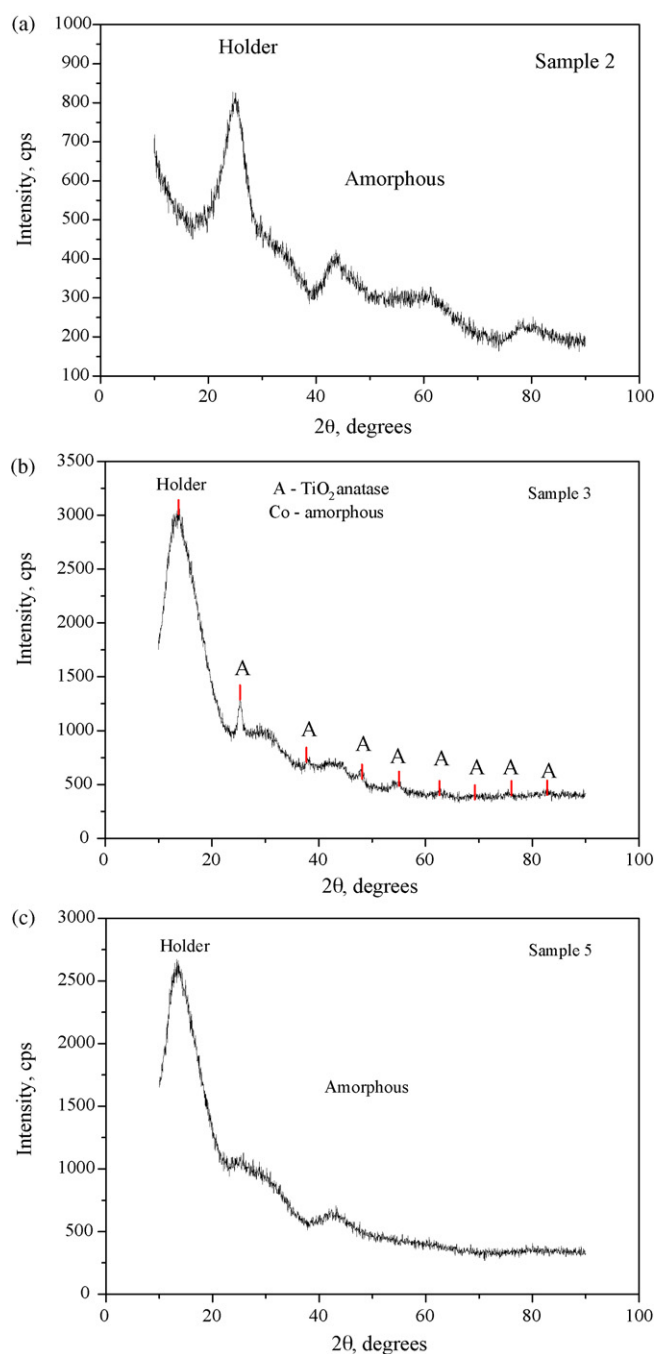 (a)
1000
900
800
700
600
500
400
300
200
100
Intensity, cps
Holder
Sample 2
Amorphous
0
20
40
60
80
100
2θ, degrees
(b)
3500
3000
2500
2000
1500
1000
500
0
Intensity, cps
Holder
A - TiO₂ anatase
Co - amorphous
Sample 3
A
A
A
A
A
A
A
A
0
20
40
60
80
100
2θ, degrees
(c)
3000
2500
2000
1500
1000
500
0
Intensity, cps
Holder
Sample 5
Amorphous
0
20
40
60
80
100
2θ, degrees